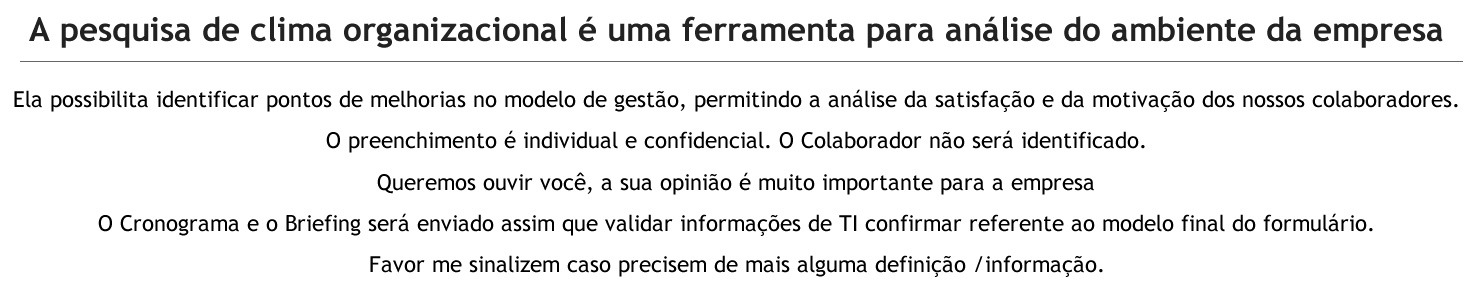 A pesquisa de clima organizacional é uma ferramenta para análise do ambiente da empresa
Ela possibilita identificar pontos de melhorias no modelo de gestão, permitindo a análise da satisfação e da motivação dos nossos colaboradores.
O preenchimento é individual e confidencial. O Colaborador não será identificado.
Queremos ouvir você, a sua opinião é muito importante para a empresa
O Cronograma e o Briefing será enviado assim que validar informações de TI confirmar referente ao modelo final do formulário.
Favor me sinalizem caso precisem de mais alguma definição /informação.